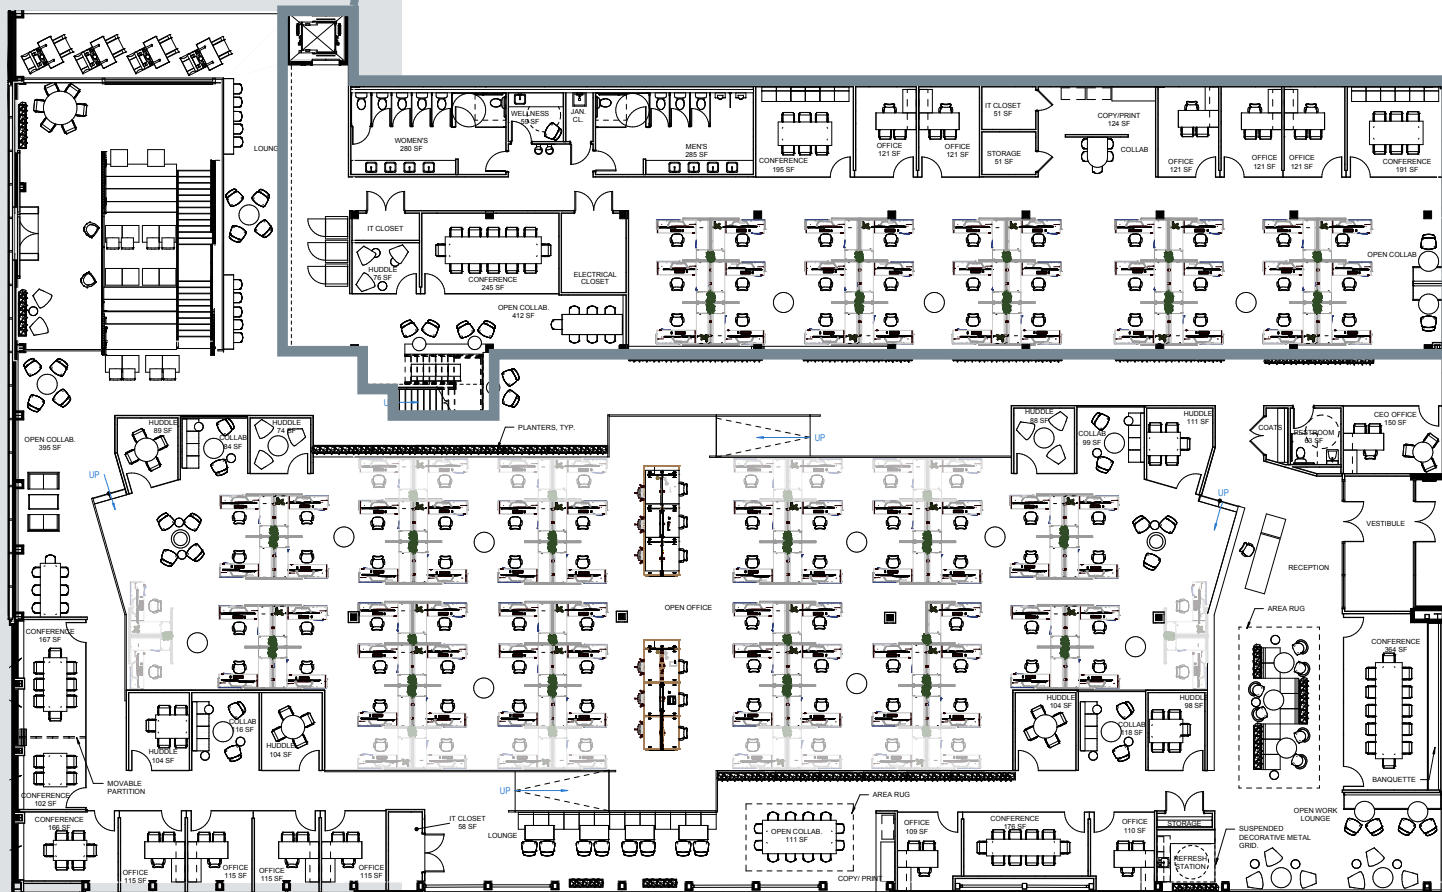 LOUNG
WOMEN'S
280 SF
WELLNESS
59 SF
JAN.
CL.
MEN'S
285 SF
CONFERENCE
195 SF
OFFICE
121 SF
OFFICE
121 SF
IT CLOSET
51 SF
STORAGE
51 SF
COPY/PRINT
124 SF
COLLAB
OFFICE
121 SF
OFFICE
121 SF
OFFICE
121 SF
CONFERENCE
191 SF
IT CLOSET
HUDDLE
76 SF
CONFERENCE
245 SF
ELECTRICAL
CLOSET
OPEN COLLAB.
412 SF
OPEN COLLAB
UP
OPEN COLLAB.
395 SF
HUDDLE
89 SF
COLLAB
84 SF
HUDDLE
74 SF
PLANTERS, TYP.
UP
HUDDLE
88 SF
COLLAB
99 SF
HUDDLE
111 SF
COATS
RESTROOM
63 SF
CEO OFFICE
150 SF
UP
UP
VESTIBULE
RECEPTION
OPEN OFFICE
AREA RUG
CONFERENCE
167 SF
CONFERENCE
364 SF
HUDDLE
104 SF
COLLAB
116 SF
HUDDLE
104 SF
HUDDLE
104 SF
COLLAB
118 SF
HUDDLE
98 SF
MOVABLE
PARTITION
CONFERENCE
102 SF
BANQUETTE
UP
AREA RUG
OPEN WORK
LOUNGE
CONFERENCE
166 SF
OFFICE
115 SF
OFFICE
115 SF
OFFICE
115 SF
OFFICE
115 SF
IT CLOSET
58 SF
LOUNGE
OPEN COLLAB.
111 SF
COPY/ PRINT
OFFICE
109 SF
CONFERENCE
176 SF
OFFICE
110 SF
STORAGE
REFRESH
STATION
SUSPENDED
DECORATIVE METAL
GRID.